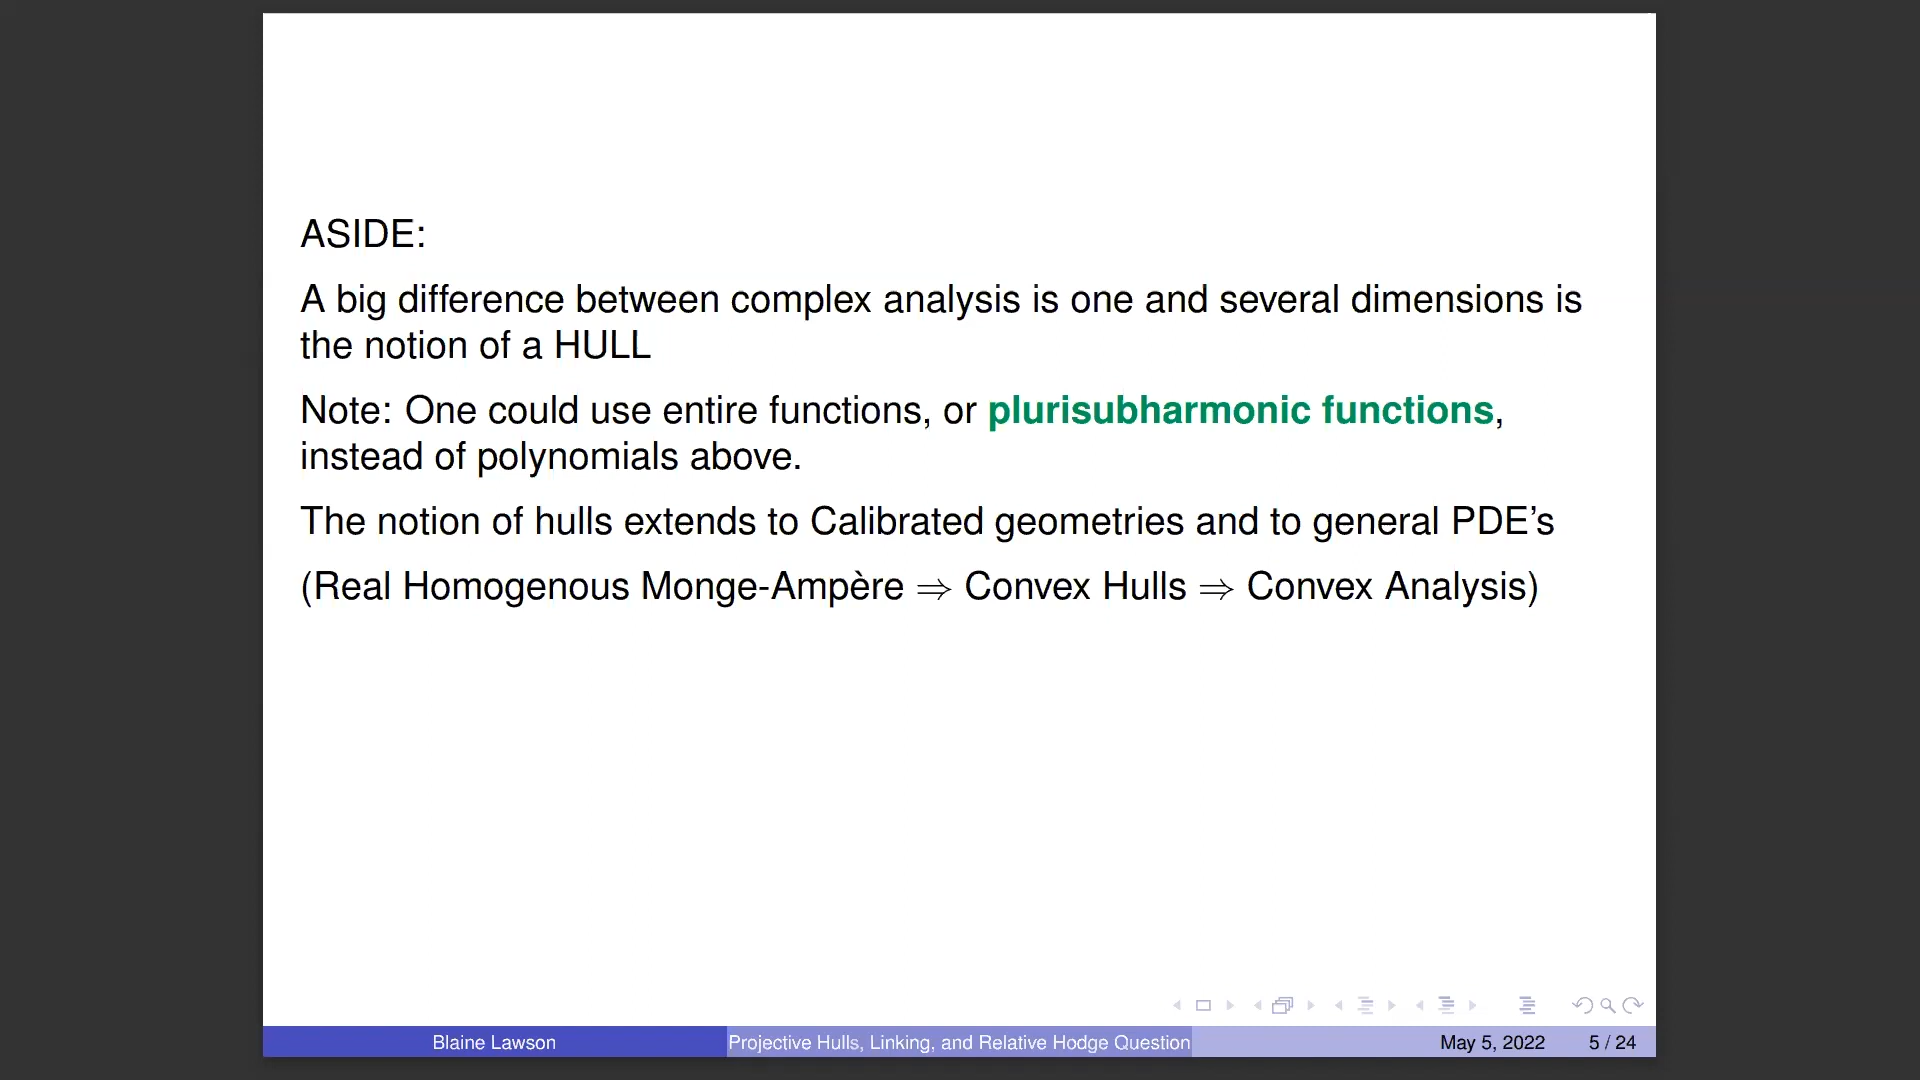 ASIDE:
A big difference between complex analysis is one and several dimensions is
the notion of a HULL
Note: One could use entire functions, or plurisubharmonic functions,
instead of polynomials above.
The notion of hulls extends to Calibrated geometries and to general PDE's
(Real Homogenous Monge-Ampère ⇒ Convex Hulls ⇒ Convex Analysis)
Blaine Lawson Projective Hulls, Linking, and Relative Hodge Question May 5, 2022 5 / 24